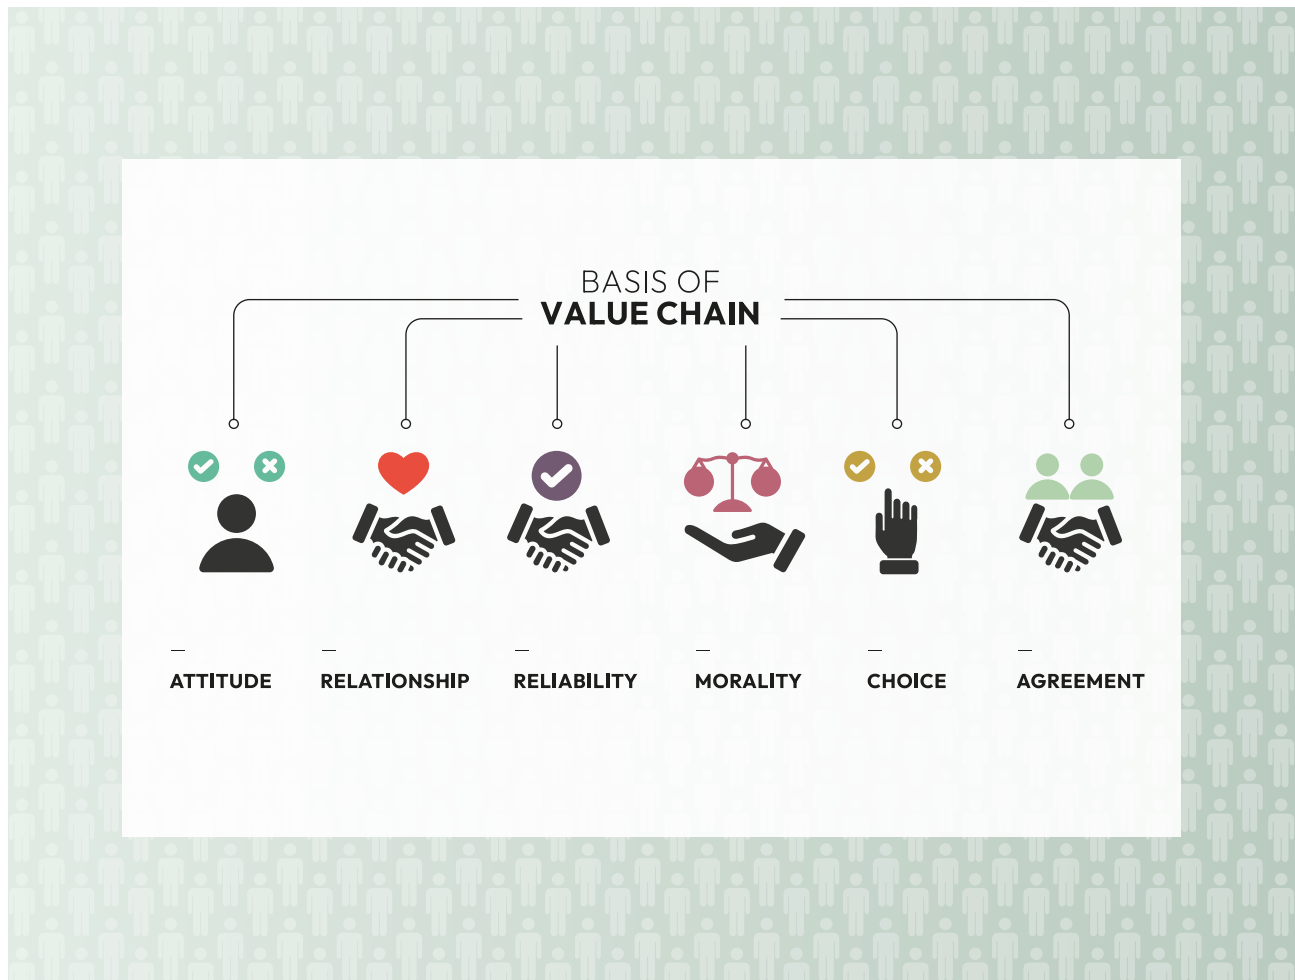 BASIS OF
VALUE CHAIN
ATTITUDE
RELATIONSHIP
RELIABILITY
MORALITY
CHOICE
AGREEMENT